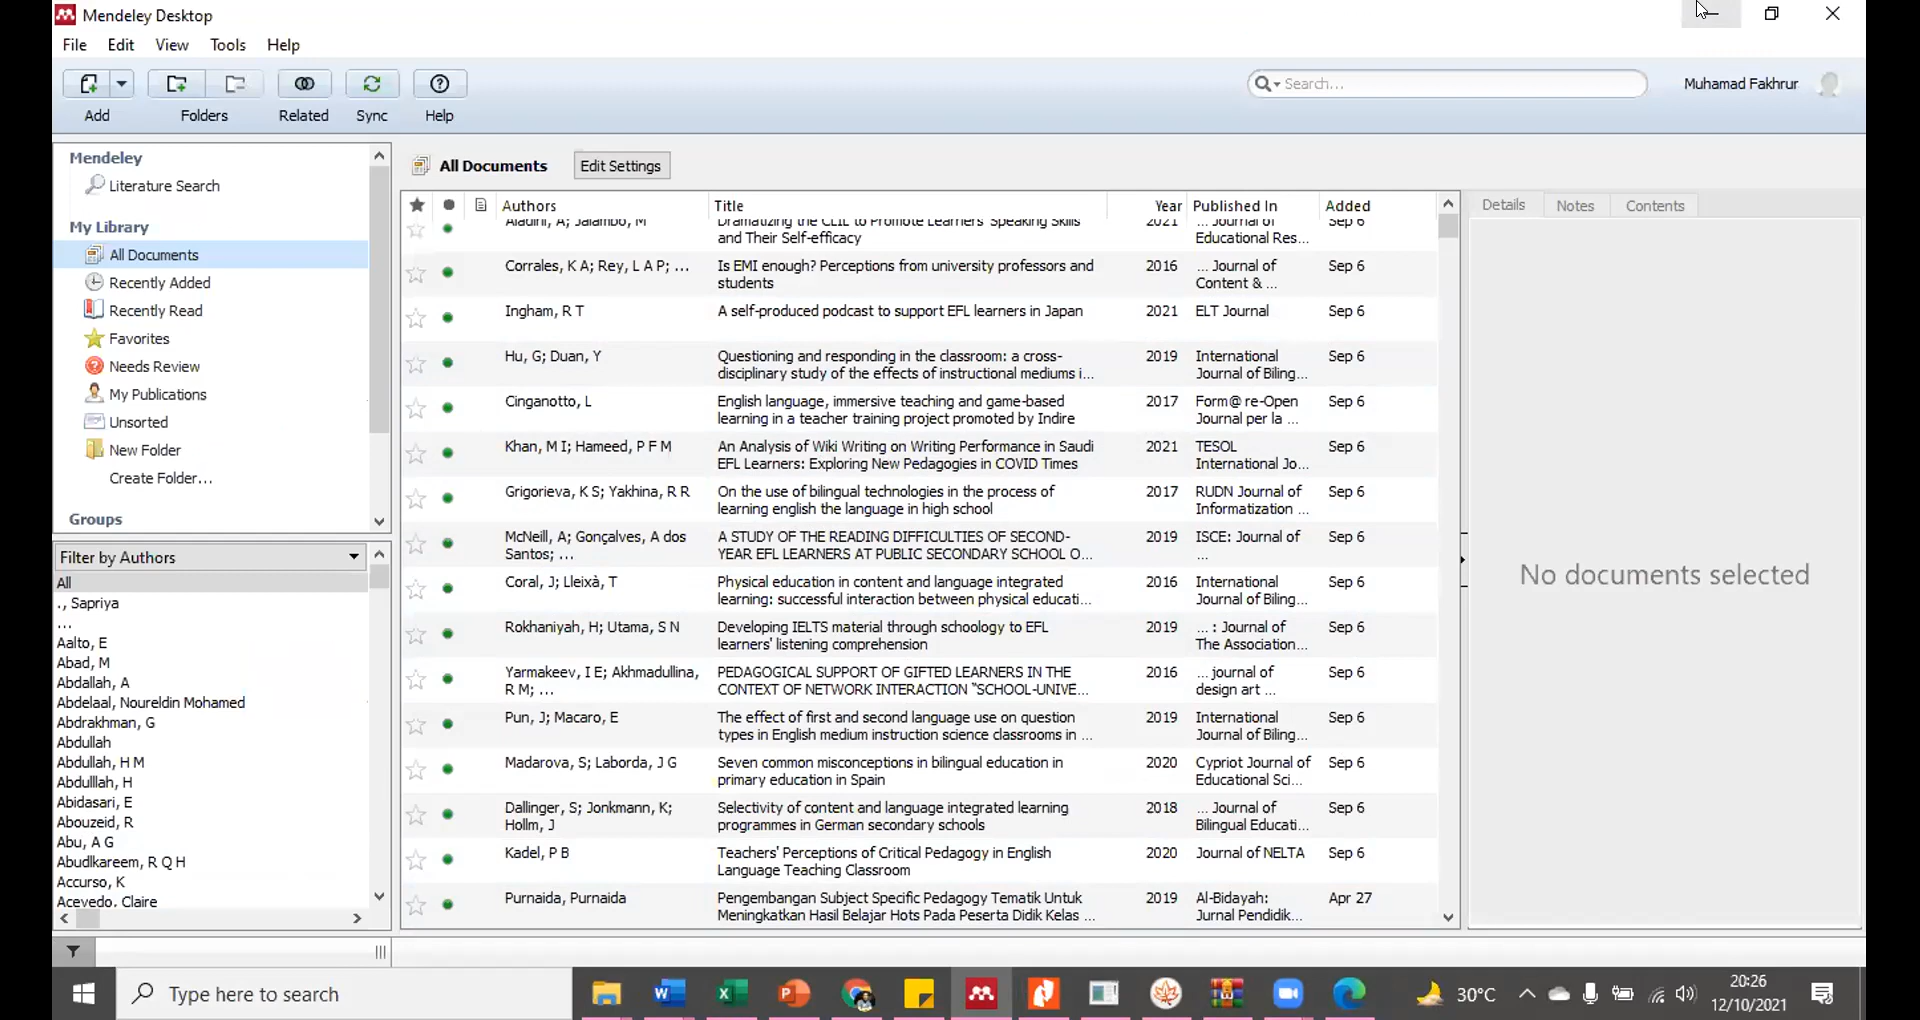 Mendeley Desktop
File Edit View Tools Help
Add Folders Related Sync Help
Search...
Muhamad Fakhrur
Mendeley
Literature Search
My Library
All Documents
Recently Added
Recently Read
Favorites
Needs Review
My Publications
Unsorted
New Folder
Create Folder...
Groups
Filter by Authors
All
., Sapriya
...
Aalto, E
Abad, M
Abdallah, A
Abdelaal, Noureldin Mohamed
Abdrakhman, G
Abdullah
Abdullah, H M
Abdulllah, H
Abidasari, E
Abouzeid, R
Abu, A G
Abudlkareem, R Q H
Accurso, K
Acevedo, Claire
All Documents Edit Settings
Authors Title Year Published In Added
Aladini, A; Jalambo, M Dramatizing the CLIL to Promote Learners' Speaking Skills 2021 ... Journal of Sep 6
and Their Self-efficacy Educational Res...
Corrales, K A; Rey, L A P; ... Is EMI enough? Perceptions from university professors and 2016 ... Journal of Sep 6
students Content & ...
Ingham, R T A self-produced podcast to support EFL learners in Japan 2021 ELT Journal Sep 6
Hu, G; Duan, Y Questioning and responding in the classroom: a cross- 2019 International Sep 6
disciplinary study of the effects of instructional mediums i... Journal of Biling...
Cinganotto, L English language, immersive teaching and game-based 2017 Form@ re-Open Sep 6
learning in a teacher training project promoted by Indire Journal per la ...
Khan, M I; Hameed, P F M An Analysis of Wiki Writing on Writing Performance in Saudi 2021 TESOL Sep 6
EFL Learners: Exploring New Pedagogies in COVID Times International Jo...
Grigorieva, K S; Yakhina, R R On the use of bilingual technologies in the process of 2017 RUDN Journal of Sep 6
learning english the language in high school Informatization ...
McNeill, A; Gonçalves, A dos A STUDY OF THE READING DIFFICULTIES OF SECOND- 2019 ISCE: Journal of Sep 6
Santos; ... YEAR EFL LEARNERS AT PUBLIC SECONDARY SCHOOL O... ...
Coral, J; Lleixà, T Physical education in content and language integrated 2016 International Sep 6
learning: successful interaction between physical educati... Journal of Biling...
Rokhaniyah, H; Utama, S N Developing IELTS material through schoology to EFL 2019 ... : Journal of Sep 6
learners' listening comprehension The Association...
Yarmakeev, I E; Akhmadullina, PEDAGOGICAL SUPPORT OF GIFTED LEARNERS IN THE 2016 ... journal of Sep 6
R M; ... CONTEXT OF NETWORK INTERACTION "SCHOOL-UNIVE... design art ...
Pun, J; Macaro, E The effect of first and second language use on question 2019 International Sep 6
types in English medium instruction science classrooms in ... Journal of Biling...
Madarova, S; Laborda, J G Seven common misconceptions in bilingual education in 2020 Cypriot Journal of Sep 6
primary education in Spain Educational Sci...
Dallinger, S; Jonkmann, K; Selectivity of content and language integrated learning 2018 ... Journal of Sep 6
Hollm, J programmes in German secondary schools Bilingual Educati...
Kadel, P B Teachers' Perceptions of Critical Pedagogy in English 2020 Journal of NELTA Sep 6
Language Teaching Classroom
Purnaida, Purnaida Pengembangan Subject Specific Pedagogy Tematik Untuk 2019 Al-Bidayah: Apr 27
Meningkatkan Hasil Belajar Hots Pada Peserta Didik Kelas ... Jurnal Pendidik...
Details Notes Contents
No documents selected
Type here to search
30°C
20:26
12/10/2021